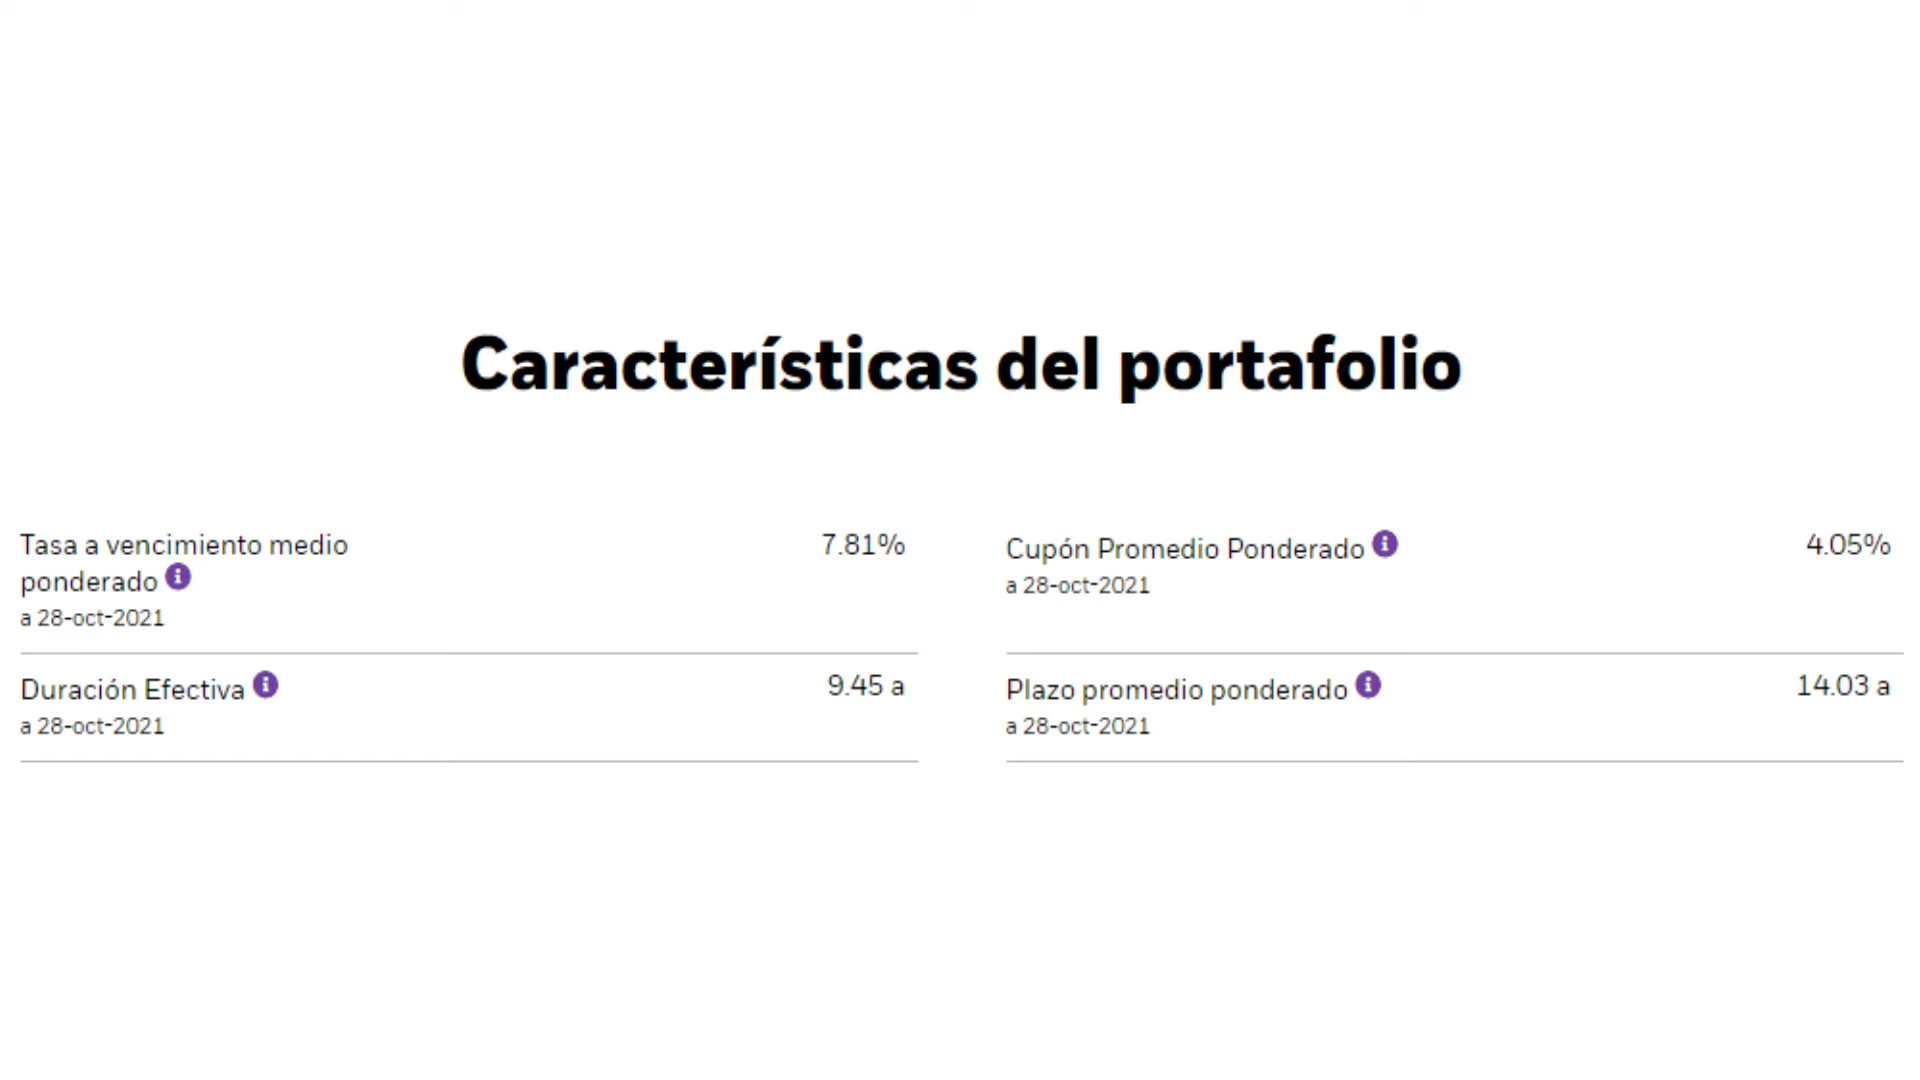 Características del portafolio
Tasa a vencimiento medio
ponderado
a 28-oct-2021
7.81%
Cupón Promedio Ponderado
a 28-oct-2021
4.05%
Duración Efectiva
a 28-oct-2021
9.45 a
Plazo promedio ponderado
a 28-oct-2021
14.03 a